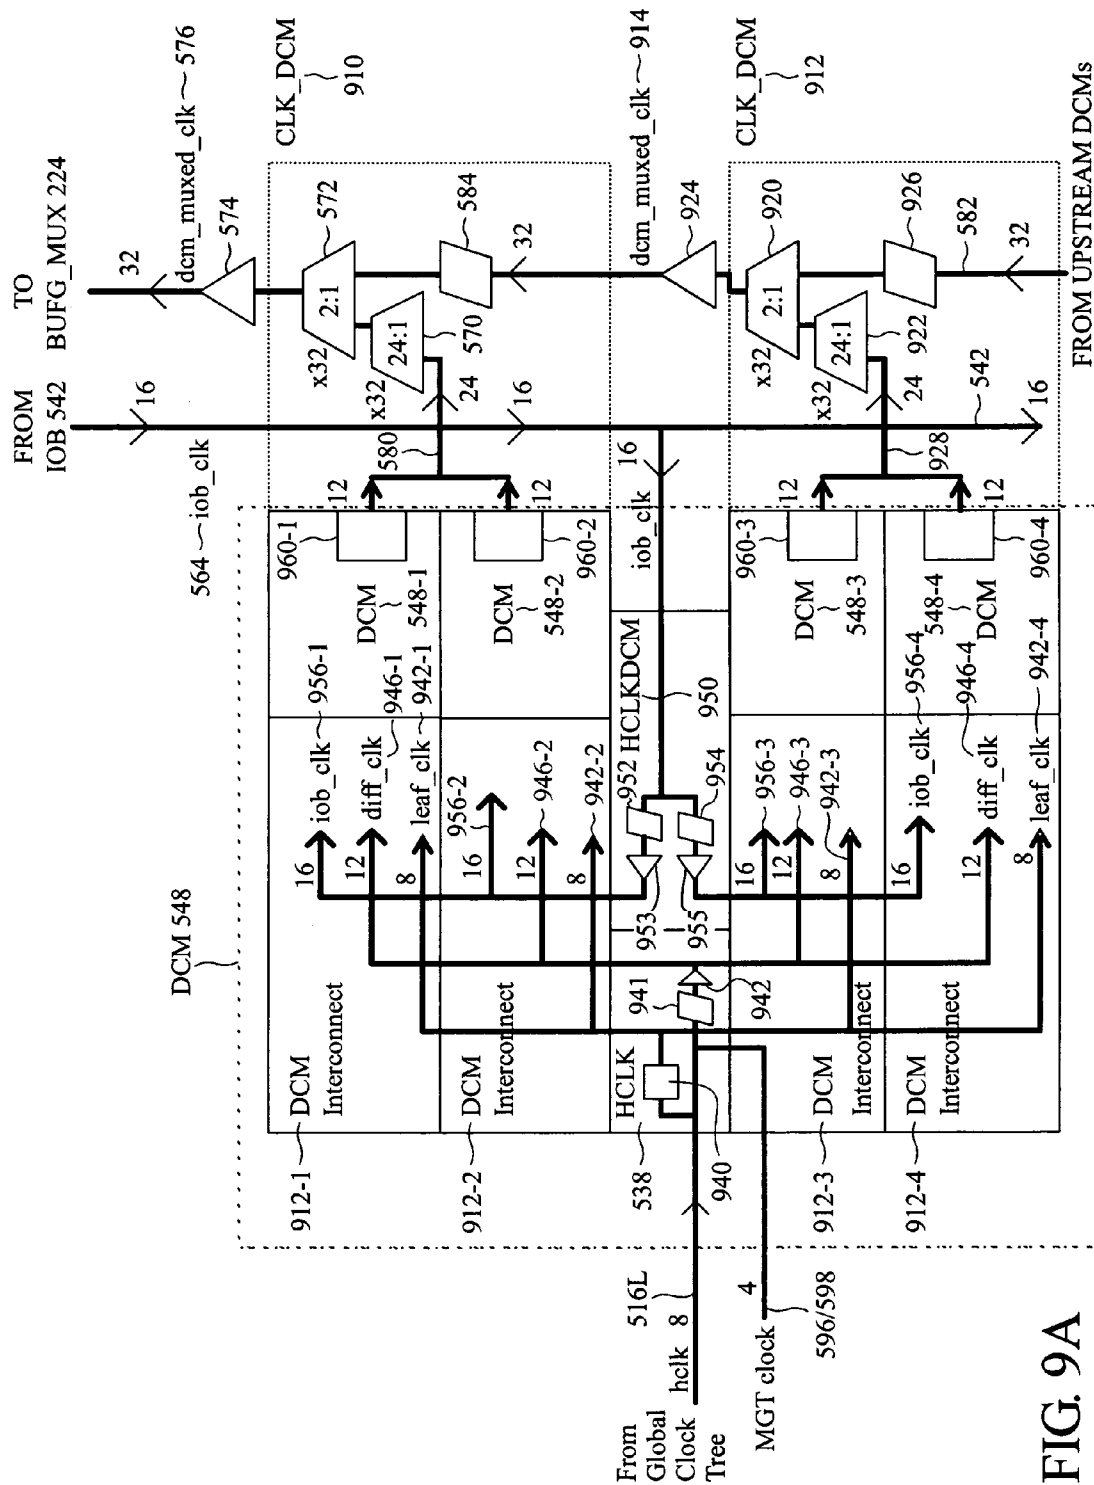 TO
BUFG_MUX 224
FROM
IOB 542
32
dcm_muxed_clk
576
574
16
564
iob_clk
CLK_DCM
910
572
2:1
x32
584
24:1
x32
570
24
32
580
16
dcm_muxed_clk
914
924
CLK_DCM
912
920
2:1
x32
926
24:1
x32
922
24
582
32
928
542
16
FROM UPSTREAM DCMs
DCM 548
960-1
12
DCM
548-1
12
DCM
548-2
960-2
iob_clk
16
HCLKDCM
950
960-3
12
DCM
548-3
12
548-4
DCM
960-4
iob_clk
956-1
946-1
diff_clk
942-1
leaf_clk
16
12
8
956-2
16
946-2
12
942-2
8
952
954
953
955
956-3
946-3
942-3
16
12
8
956-4
iob_clk
16
946-4
diff_clk
12
942-4
leaf_clk
8
DCM
Interconnect
912-1
DCM
Interconnect
912-2
HCLK
538
940
941
942
DCM
Interconnect
912-3
DCM
Interconnect
912-4
516L
hclk
8
From
Global
Clock
Tree
4
MGT clock
596/598
FIG. 9A